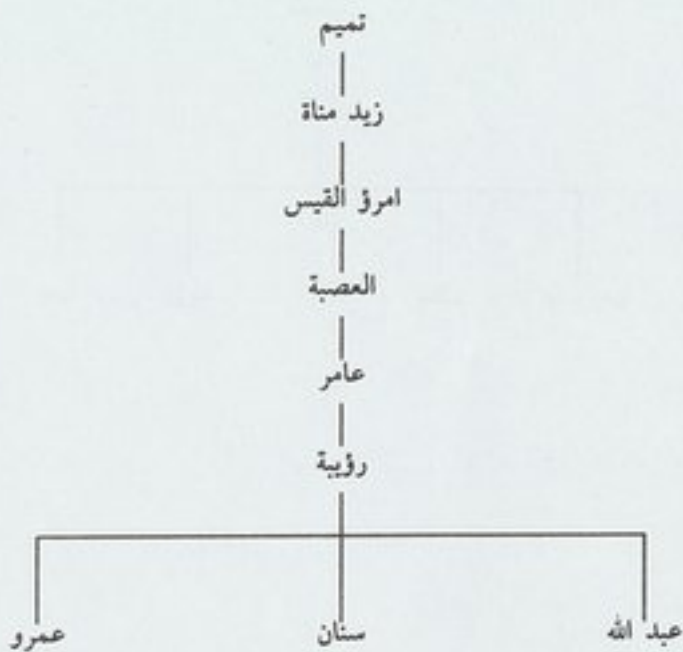 تميم
زيد مناة
امرؤ القيس
العصبة
عامر
رؤيبة
عبد الله سنان عمرو